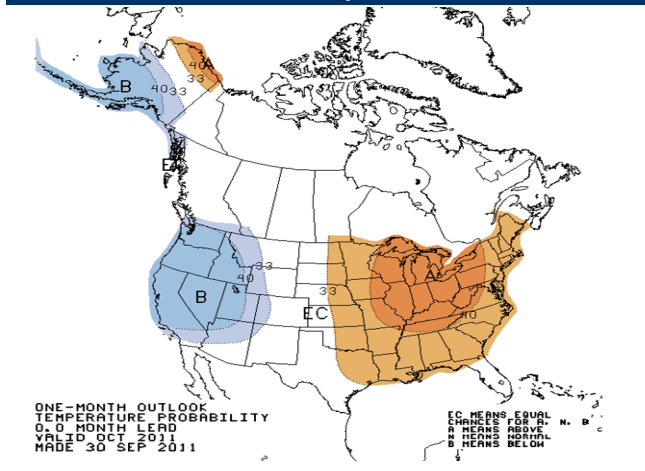 A
40
33
B
40 33
E
33
40
A
33
B
EC
40
ONE-MONTH OUTLOOK
TEMPERATURE PROBABILITY
0.0 MONTH LEAD
VALID OCT 2011
MADE 30 SEP 2011
EC MEANS EQUAL
CHANCES FOR A, N, B
A MEANS ABOVE
N MEANS NORMAL
B MEANS BELOW